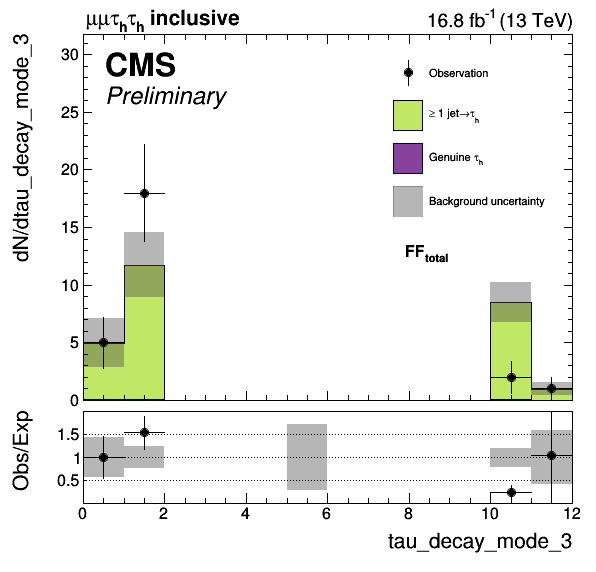 μμτhτh inclusive 16.8 fb-1 (13 TeV)
CMS
Preliminary
Observation
≥ 1 jet→τh
Genuine τh
Background uncertainty
FFtotal
dN/dtau_decay_mode_3
30
25
20
15
10
5
0
Obs/Exp
1.5
1
0.5
0 2 4 6 8 10 12
tau_decay_mode_3